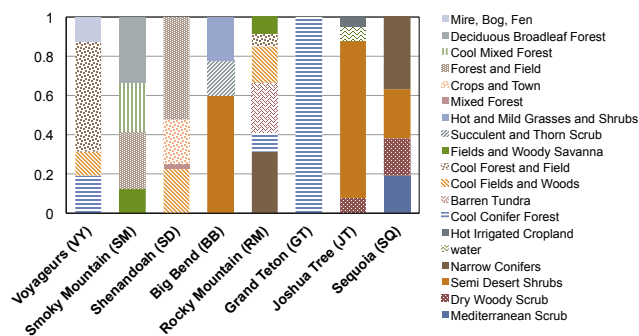 1
0.8
0.6
0.4
0.2
0
Voyageurs (VY)
Smoky Mountain (SM)
Shenandoah (SD)
Big Bend (BB)
Rocky Mountain (RM)
Grand Teton (GT)
Joshua Tree (JT)
Sequoia (SQ)
Mire, Bog, Fen
Deciduous Broadleaf Forest
Cool Mixed Forest
Forest and Field
Crops and Town
Mixed Forest
Hot and Mild Grasses and Shrubs
Succulent and Thorn Scrub
Fields and Woody Savanna
Cool Forest and Field
Cool Fields and Woods
Barren Tundra
Cool Conifer Forest
Hot Irrigated Cropland
water
Narrow Conifers
Semi Desert Shrubs
Dry Woody Scrub
Mediterranean Scrub